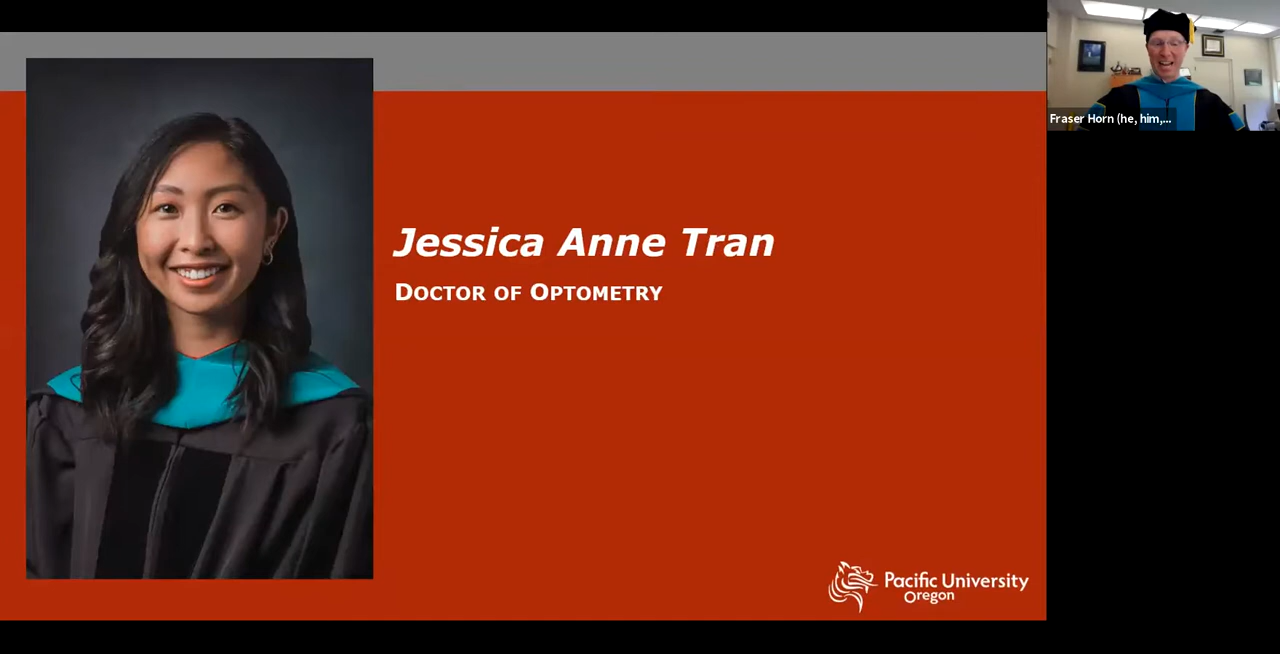 Fraser Horn (he, him,...
Jessica Anne Tran
Doctor of Optometry
Pacific University
Oregon